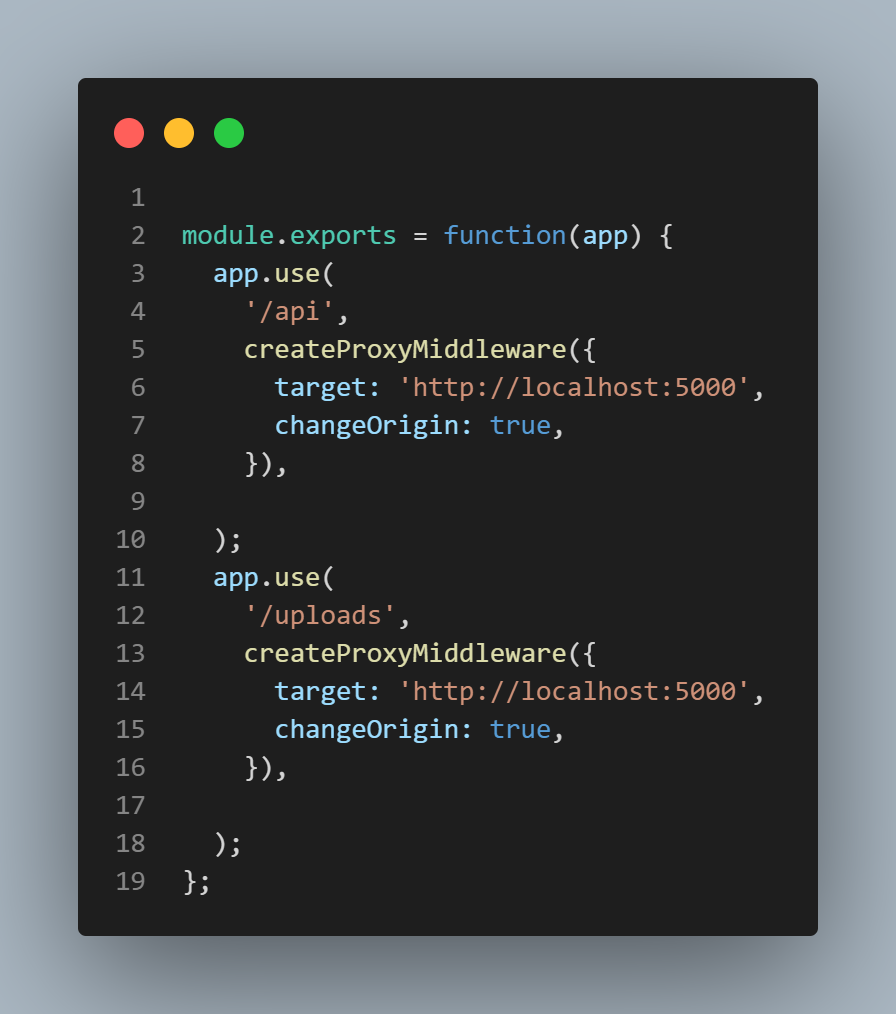 1
2 module.exports = function(app) {
3   app.use(
4     '/api',
5     createProxyMiddleware({
6       target: 'http://localhost:5000',
7       changeOrigin: true,
8     }),
9
10   );
11   app.use(
12     '/uploads',
13     createProxyMiddleware({
14       target: 'http://localhost:5000',
15       changeOrigin: true,
16     }),
17
18   );
19 };